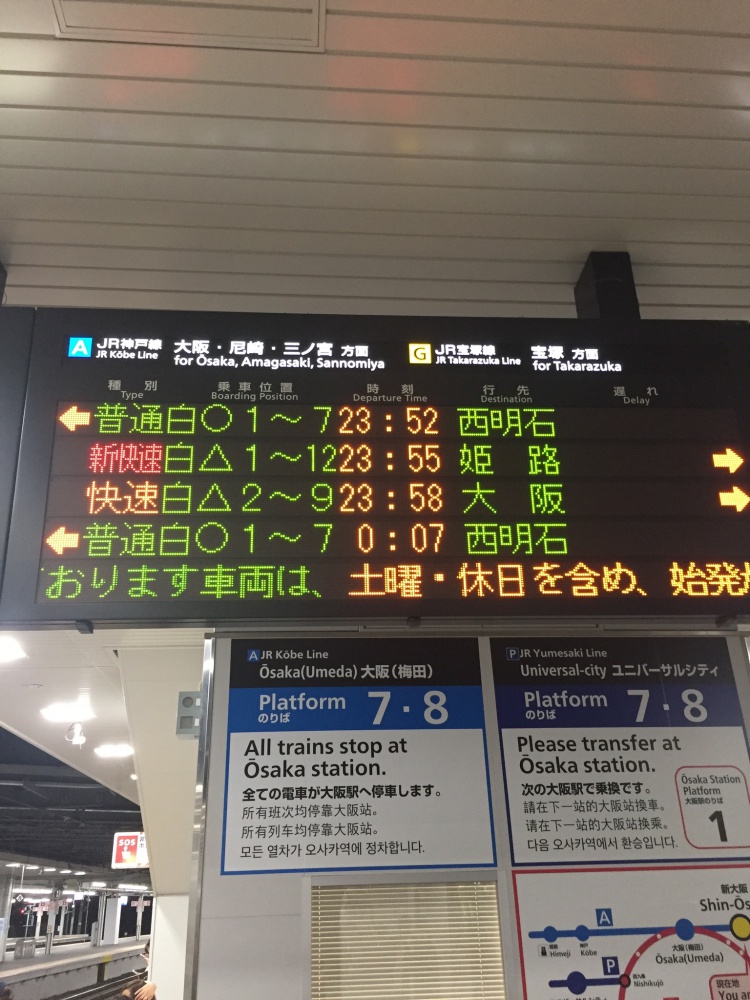 A JR神戸線 大阪・尼崎・三ノ宮 方面 G JR宝塚線 宝塚 方面
JR Kōbe Line for Ōsaka, Amagasaki, Sannomiya JR Takarazuka Line for Takarazuka
種別 乗車位置 時刻 行先 遅れ
Type Boarding Position Departure Time Destination Delay
← 普通 白○ 1〜7 23:52 西明石
新快速 白△ 1〜12 23:55 姫路 →
快速 白△ 2〜9 23:58 大阪 →
← 普通 白○ 1〜7 0:07 西明石
おります車両は、 土曜・休日を含め、始発
A JR Kōbe Line
Ōsaka(Umeda) 大阪(梅田)
Platform 7・8
のりば
All trains stop at
Ōsaka station.
全ての電車が大阪駅へ停車します。
所有班次均停靠大阪站。
所有列车均停靠大阪站。
모든 열차가 오사카역에 정차합니다.
P JR Yumesaki Line
Universal-city ユニバーサルシティ
Platform 7・8
のりば
Please transfer at
Ōsaka station.
次の大阪駅で乗換です。
請在下一站的大阪站換車。
请在下一站的大阪站换乘。
다음 오사카역에서 환승입니다.
Ōsaka Station
Platform
大阪駅のりば
1
SOS
新大阪
Shin-Ōs
A
姫路
Himeji
神戸
Kōbe
大阪(梅田)
Ōsaka(Umeda)
P
西九条
Nishikujō
現在地
You a